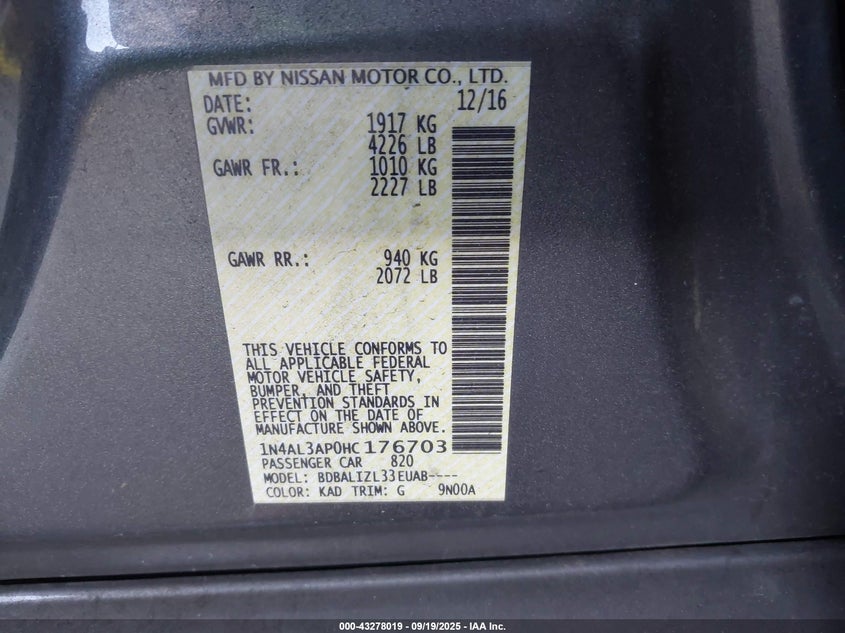 MFD BY NISSAN MOTOR CO., LTD.
DATE: 12/16
GVWR: 1917 KG
4226 LB
GAWR FR.: 1010 KG
2227 LB
GAWR RR.: 940 KG
2072 LB
THIS VEHICLE CONFORMS TO
ALL APPLICABLE FEDERAL
MOTOR VEHICLE SAFETY,
BUMPER, AND THEFT
PREVENTION STANDARDS IN
EFFECT ON THE DATE OF
MANUFACTURE SHOWN ABOVE.
1N4AL3AP0HC176703
PASSENGER CAR 820
MODEL: BDBALIZL33EUAB----
COLOR: KAD TRIM: G 9N00A
000-43278019 - 09/19/2025 - IAA Inc.